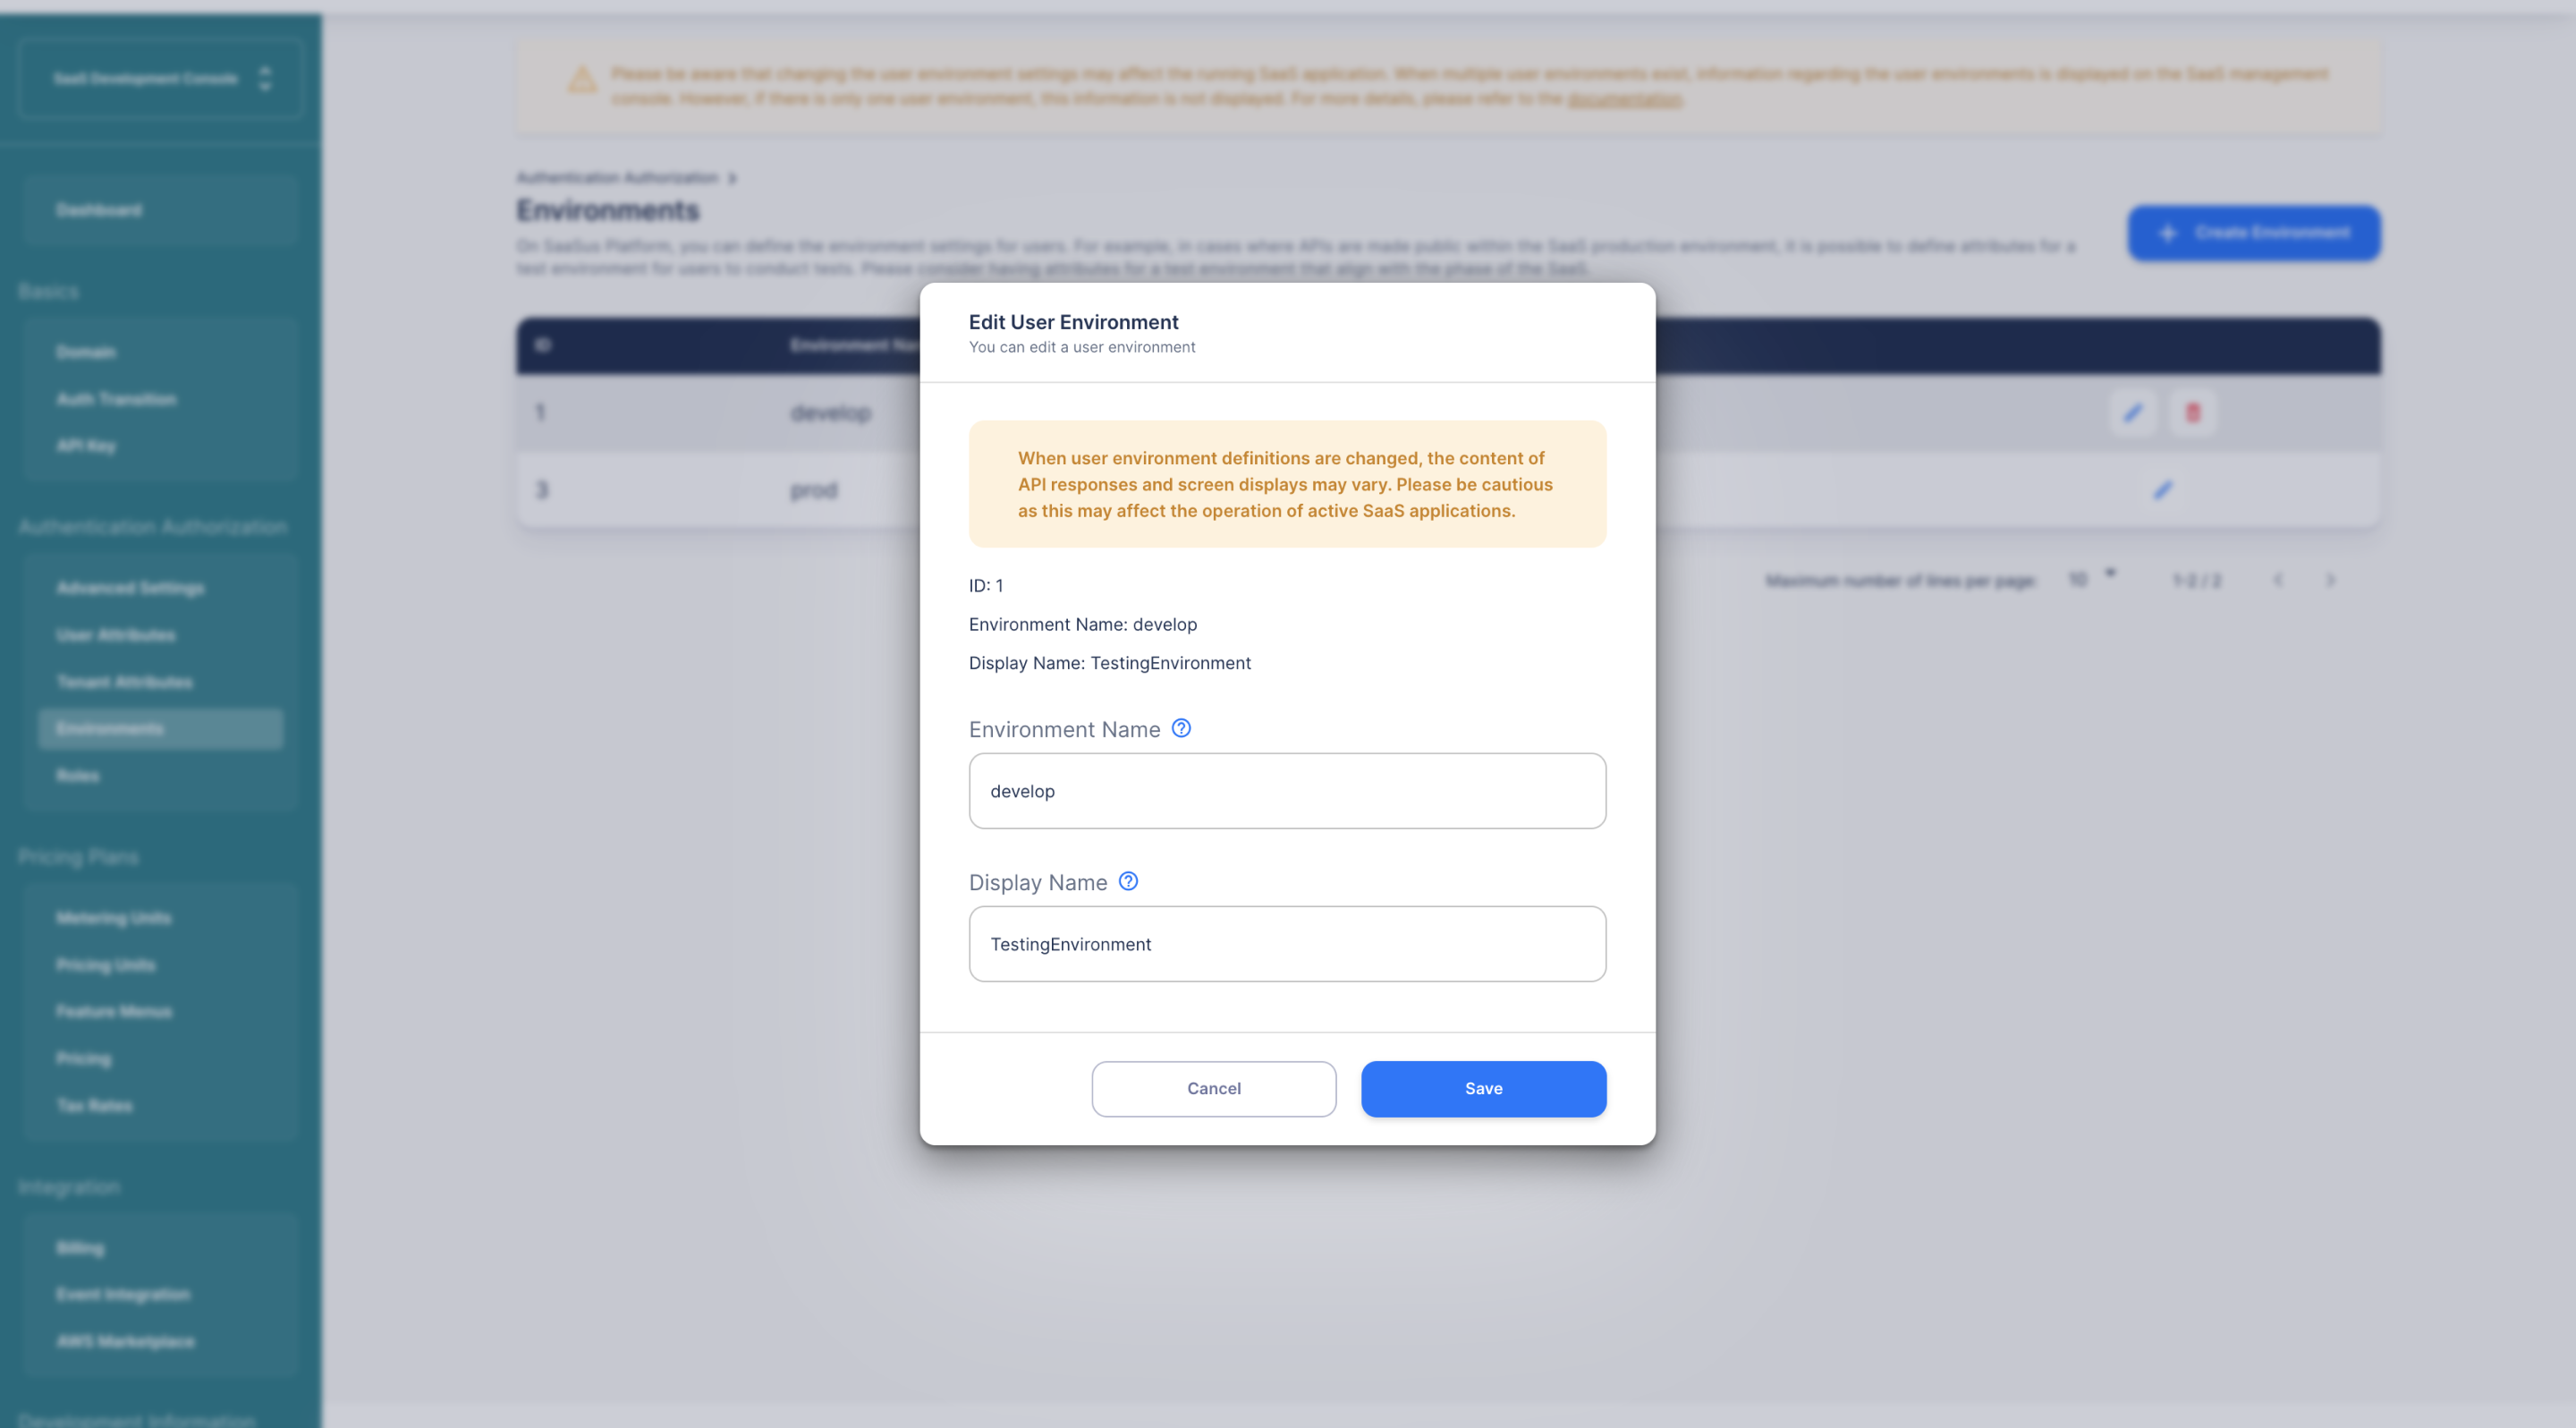 SaaS Development Console
Dashboard
Basics
Domain
Auth Transition
API Key
Authentication Authorization
Advanced Settings
User Attributes
Tenant Attributes
Environments
Roles
Pricing Plans
Metering Units
Pricing Units
Feature Menus
Pricing
Tax Rates
Integration
Billing
Event Integration
AWS Marketplace
Development Information
Please be aware that changing the user environment settings may affect the running SaaS application. When multiple user environments exist, information regarding the user environments is displayed on the SaaS management
console. However, if there is only one user environment, this information is not displayed. For more details, please refer to the documentation.
Authentication Authorization >
Environments
On SaaSus Platform, you can define the environment settings for users. For example, in cases where APIs are made public within the SaaS production environment, it is possible to define attributes for a
test environment for users to conduct tests. Please consider having attributes for a test environment that align with the phase of the SaaS.
+ Create Environment
ID Environment
1 develop
3 prod
Maximum number of lines per page: 10 1-2 / 2
Edit User Environment
You can edit a user environment
When user environment definitions are changed, the content of
API responses and screen displays may vary. Please be cautious
as this may affect the operation of active SaaS applications.
ID: 1
Environment Name: develop
Display Name: TestingEnvironment
Environment Name
develop
Display Name
TestingEnvironment
Cancel Save